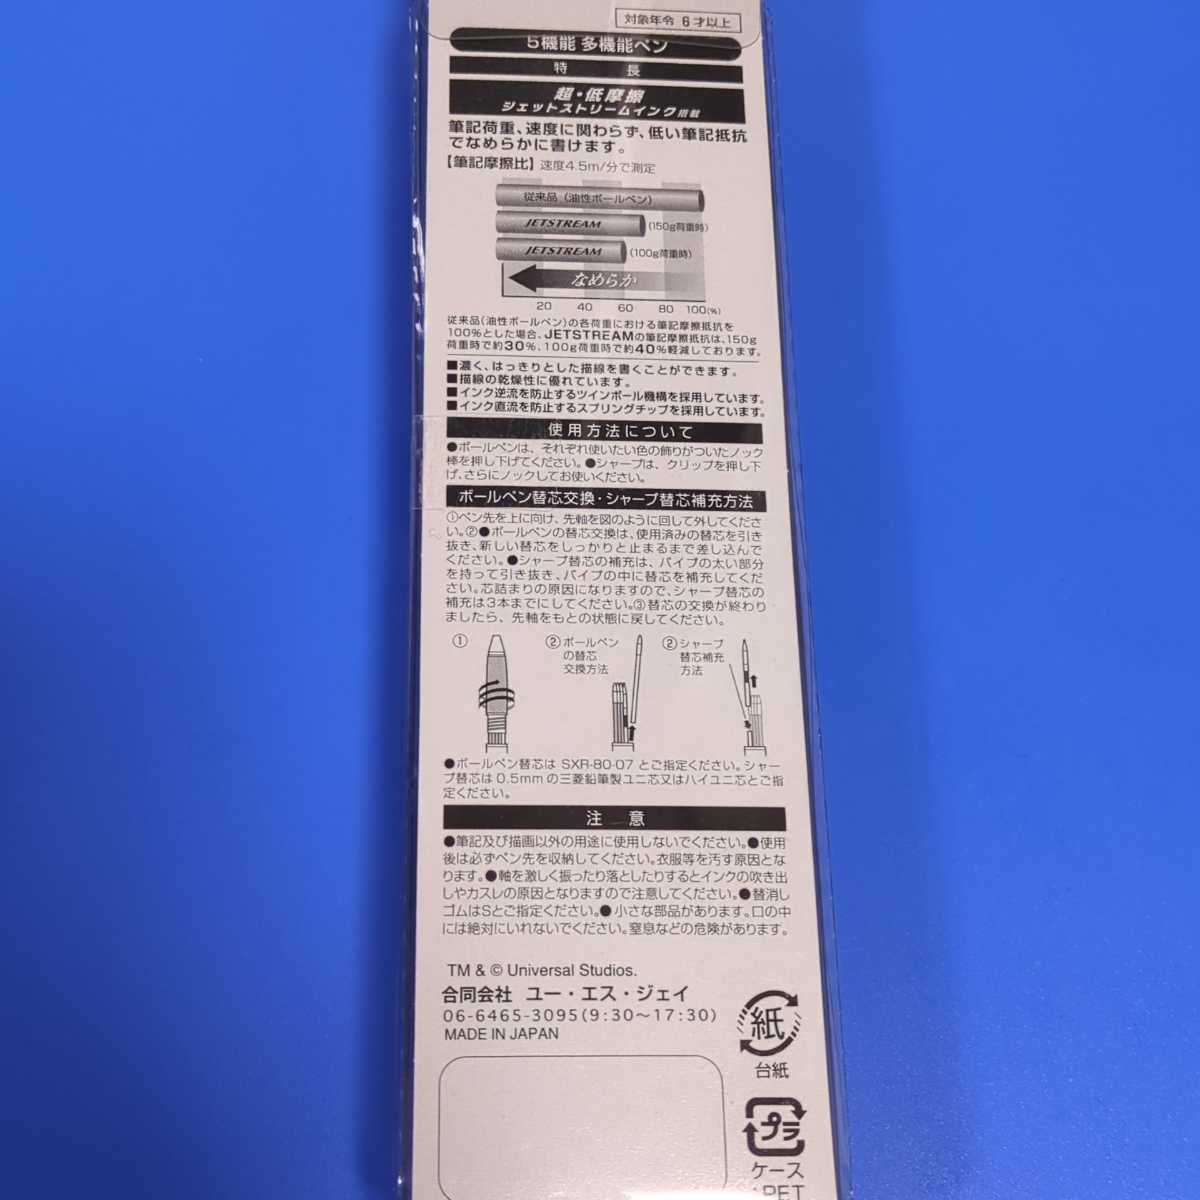 対象年令 6才以上
5機能 多機能ペン
特 長
超・低摩擦
ジェットストリームインク搭載
筆記荷重、速度に関わらず、低い筆記抵抗
でなめらかに書けます。
【筆記摩擦比】速度4.5m/分で測定
従来品(油性ボールペン)
JETSTREAM (150g荷重時)
JETSTREAM (100g荷重時)
なめらか
20 40 60 80 100(%)
従来品(油性ボールペン)の各荷重における筆記摩擦抵抗を
100%とした場合、JETSTREAMの筆記摩擦抵抗は、150g
荷重時で約30%、100g荷重時で約40%軽減しております。
■濃く、はっきりとした描線を書くことができます。
■描線の乾燥性に優れています。
■インク逆流を防止するツインボール機構を採用しています。
■インク直流を防止するスプリングチップを採用しています。
使用方法について
●ボールペンは、それぞれ使いたい色の飾りがついたノック
棒を押し下げてください。●シャープは、クリップを押し下
げ、さらにノックしてお使いください。
ボールペン替芯交換・シャープ替芯補充方法
①ペン先を上に向け、先軸を図のように回して外してくださ
い。②●ボールペンの替芯交換は、使用済みの替芯を引き
抜き、新しい替芯をしっかりと止まるまで差し込んで
ください。●シャープ替芯の補充は、パイプの太い部分
を持って引き抜き、パイプの中に替芯を補充してくだ
さい。芯詰まりの原因になりますので、シャープ替芯の
補充は3本までにしてください。③替芯の交換が終わり
ましたら、先軸をもとの状態に戻してください。
①
②ボールペン
の替芯
交換方法
②シャープ
替芯補充
方法
●ボールペン替芯は SXR-80-07 とご指定ください。シャー
プ替芯は0.5mmの三菱鉛筆製ユニ芯又はハイユニ芯とご指
定ください。
注 意
●筆記及び描画以外の用途に使用しないでください。●使用
後は必ずペン先を収納してください。衣服等を汚す原因とな
ります。●軸を激しく振ったり落としたりするとインクの吹き出
しやカスレの原因となりますので注意してください。●替消し
ゴムはSとご指定ください。●小さな部品があります。口の中
には絶対にいれないでください。窒息などの危険があります。
TM & © Universal Studios.
合同会社 ユー・エス・ジェイ
06-6465-3095(9:30〜17:30)
MADE IN JAPAN
紙
台紙
プラ
ケース
:PET